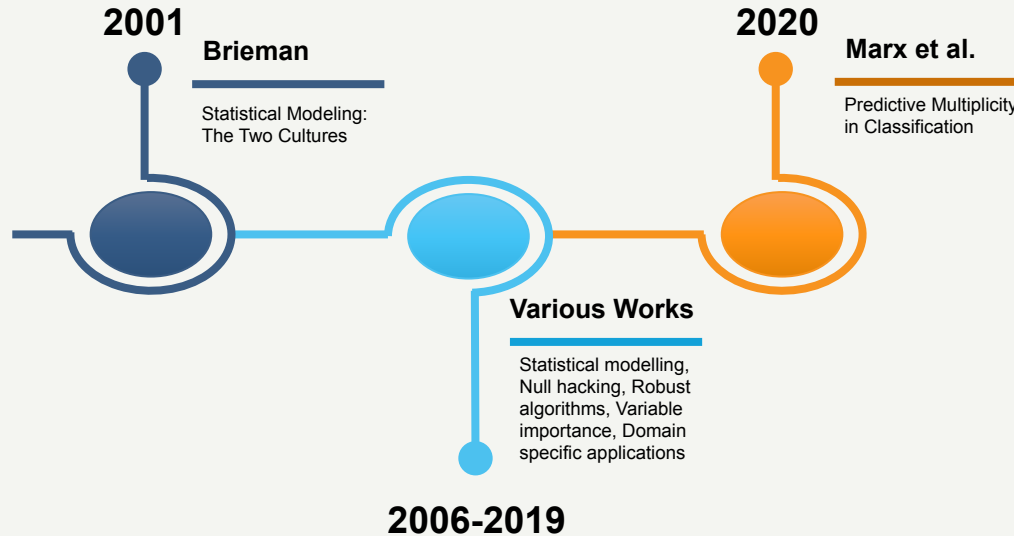 2001
Brieman
Statistical Modeling:
The Two Cultures
2020
Marx et al.
Predictive Multiplicity
in Classification
Various Works
Statistical modelling,
Null hacking, Robust
algorithms, Variable
importance, Domain
specific applications
2006-2019